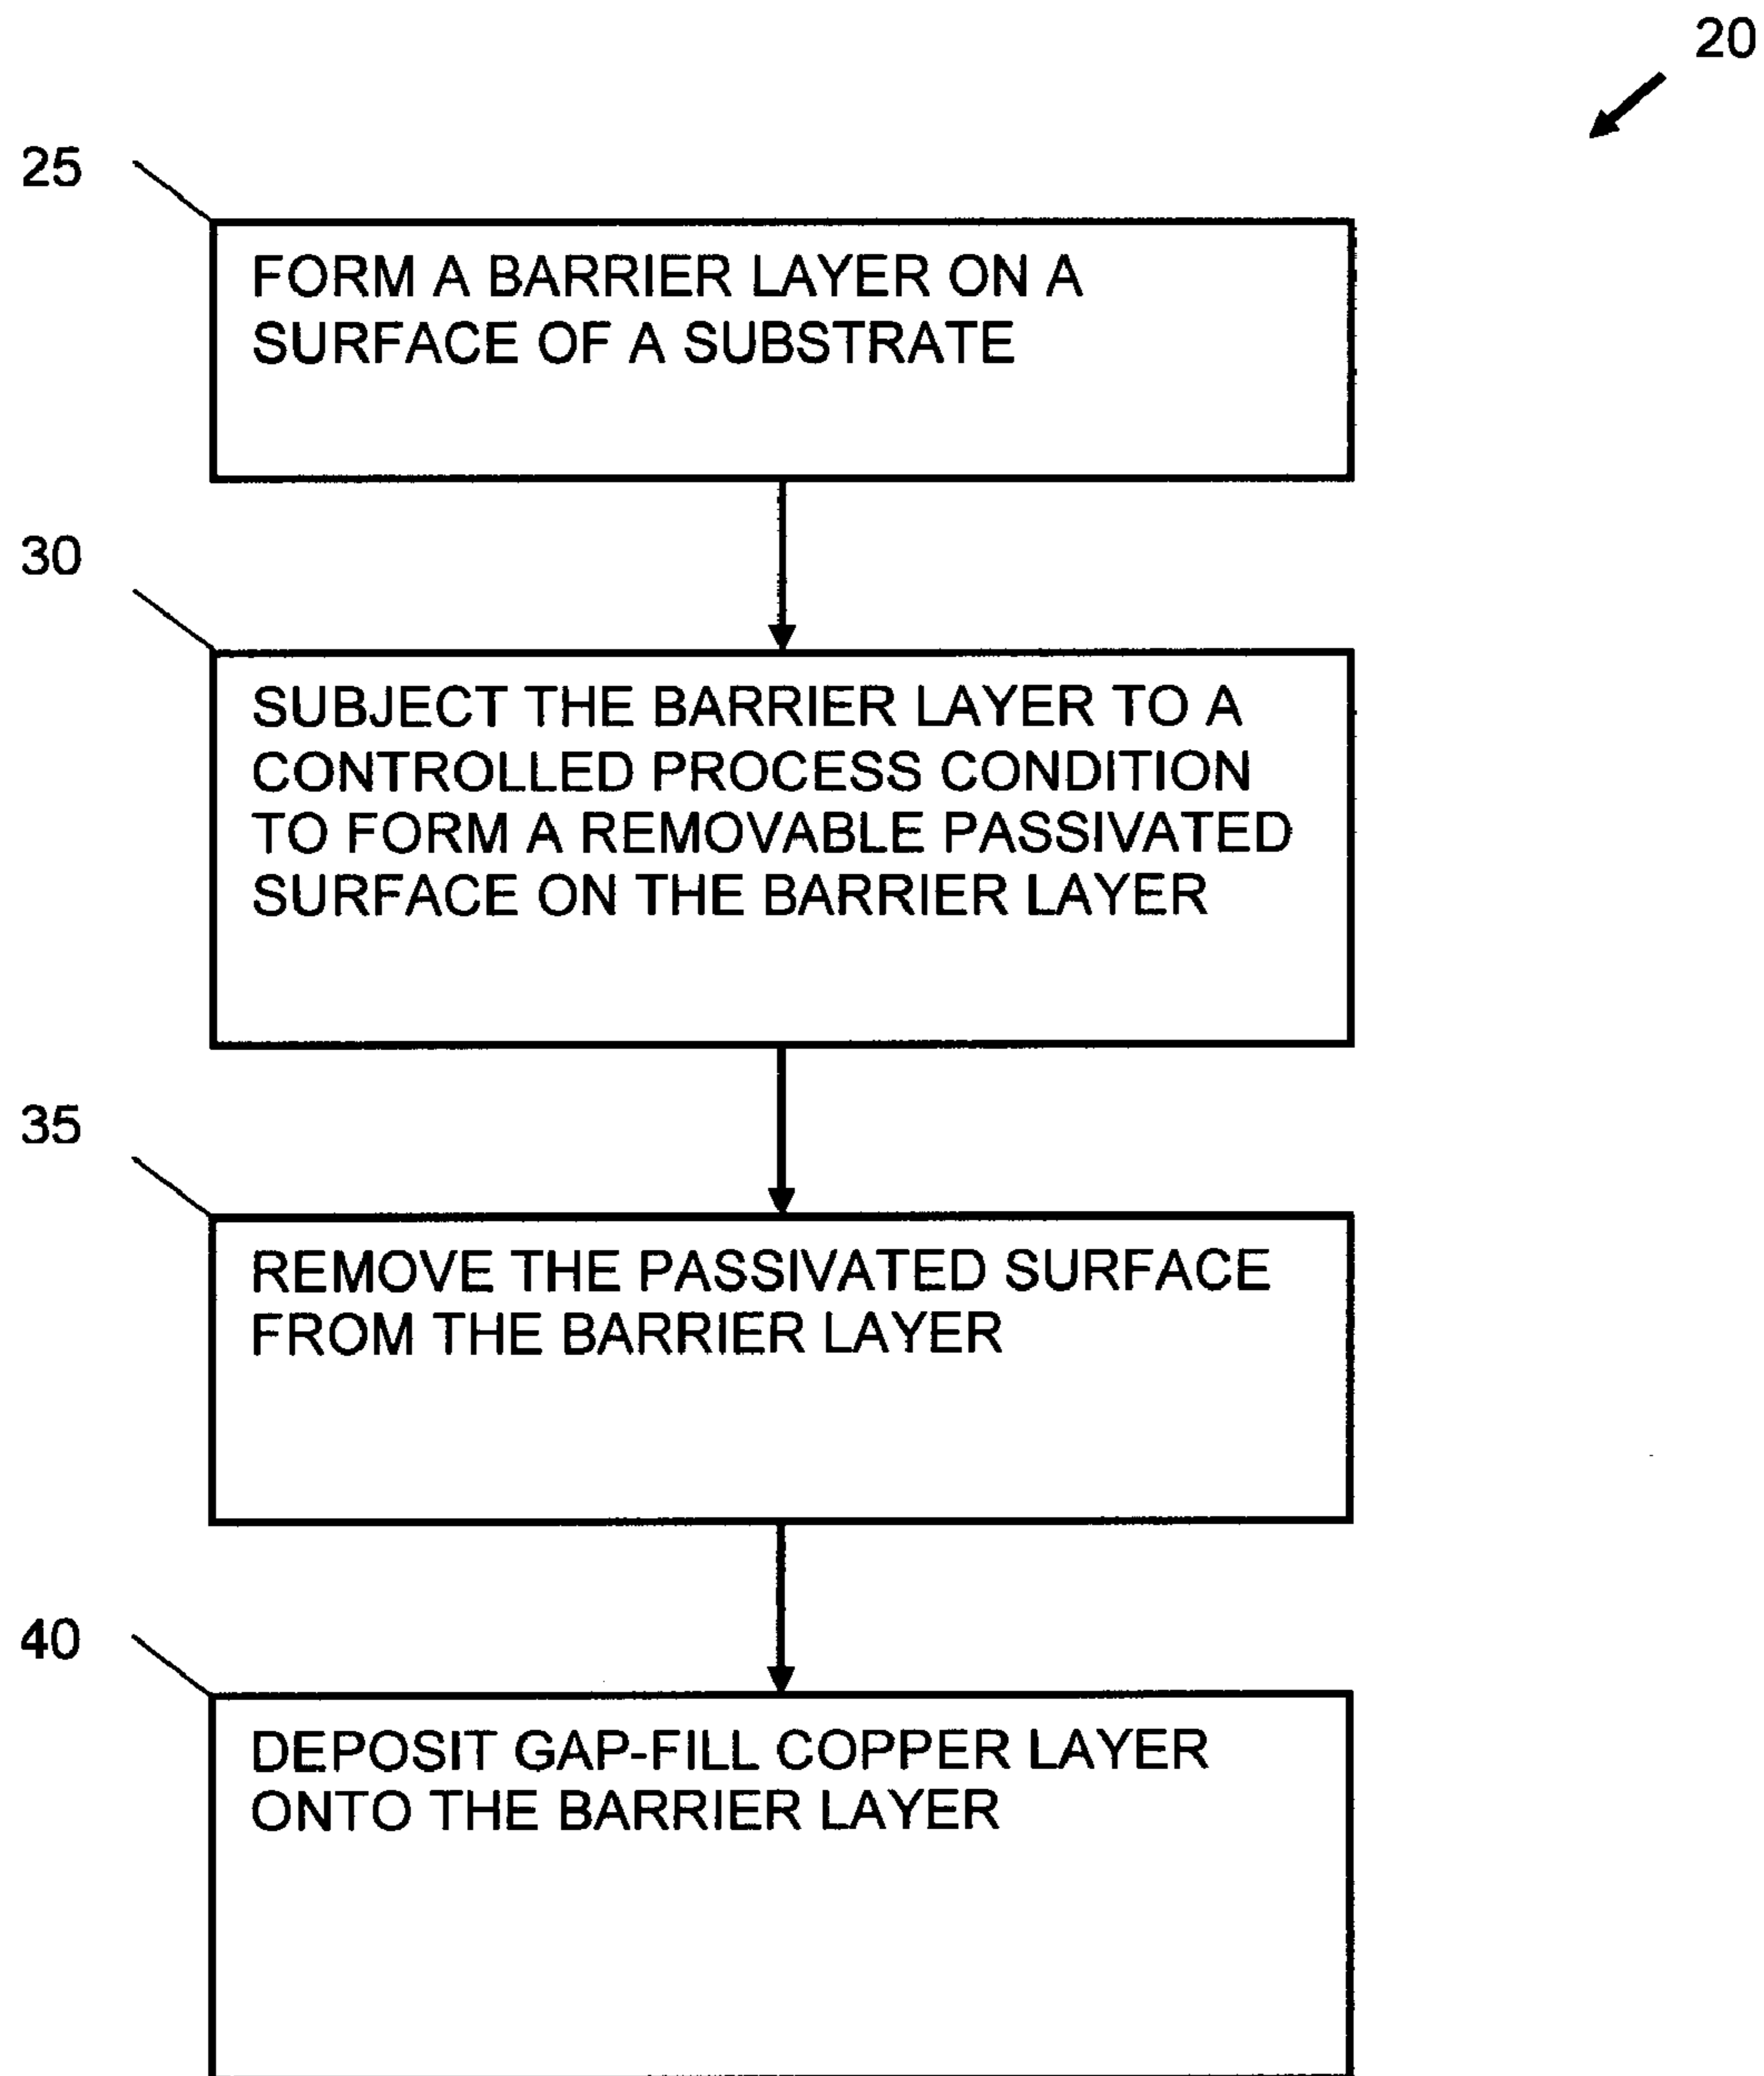 20
25
FORM A BARRIER LAYER ON A
SURFACE OF A SUBSTRATE
30
SUBJECT THE BARRIER LAYER TO A
CONTROLLED PROCESS CONDITION
TO FORM A REMOVABLE PASSIVATED
SURFACE ON THE BARRIER LAYER
35
REMOVE THE PASSIVATED SURFACE
FROM THE BARRIER LAYER
40
DEPOSIT GAP-FILL COPPER LAYER
ONTO THE BARRIER LAYER